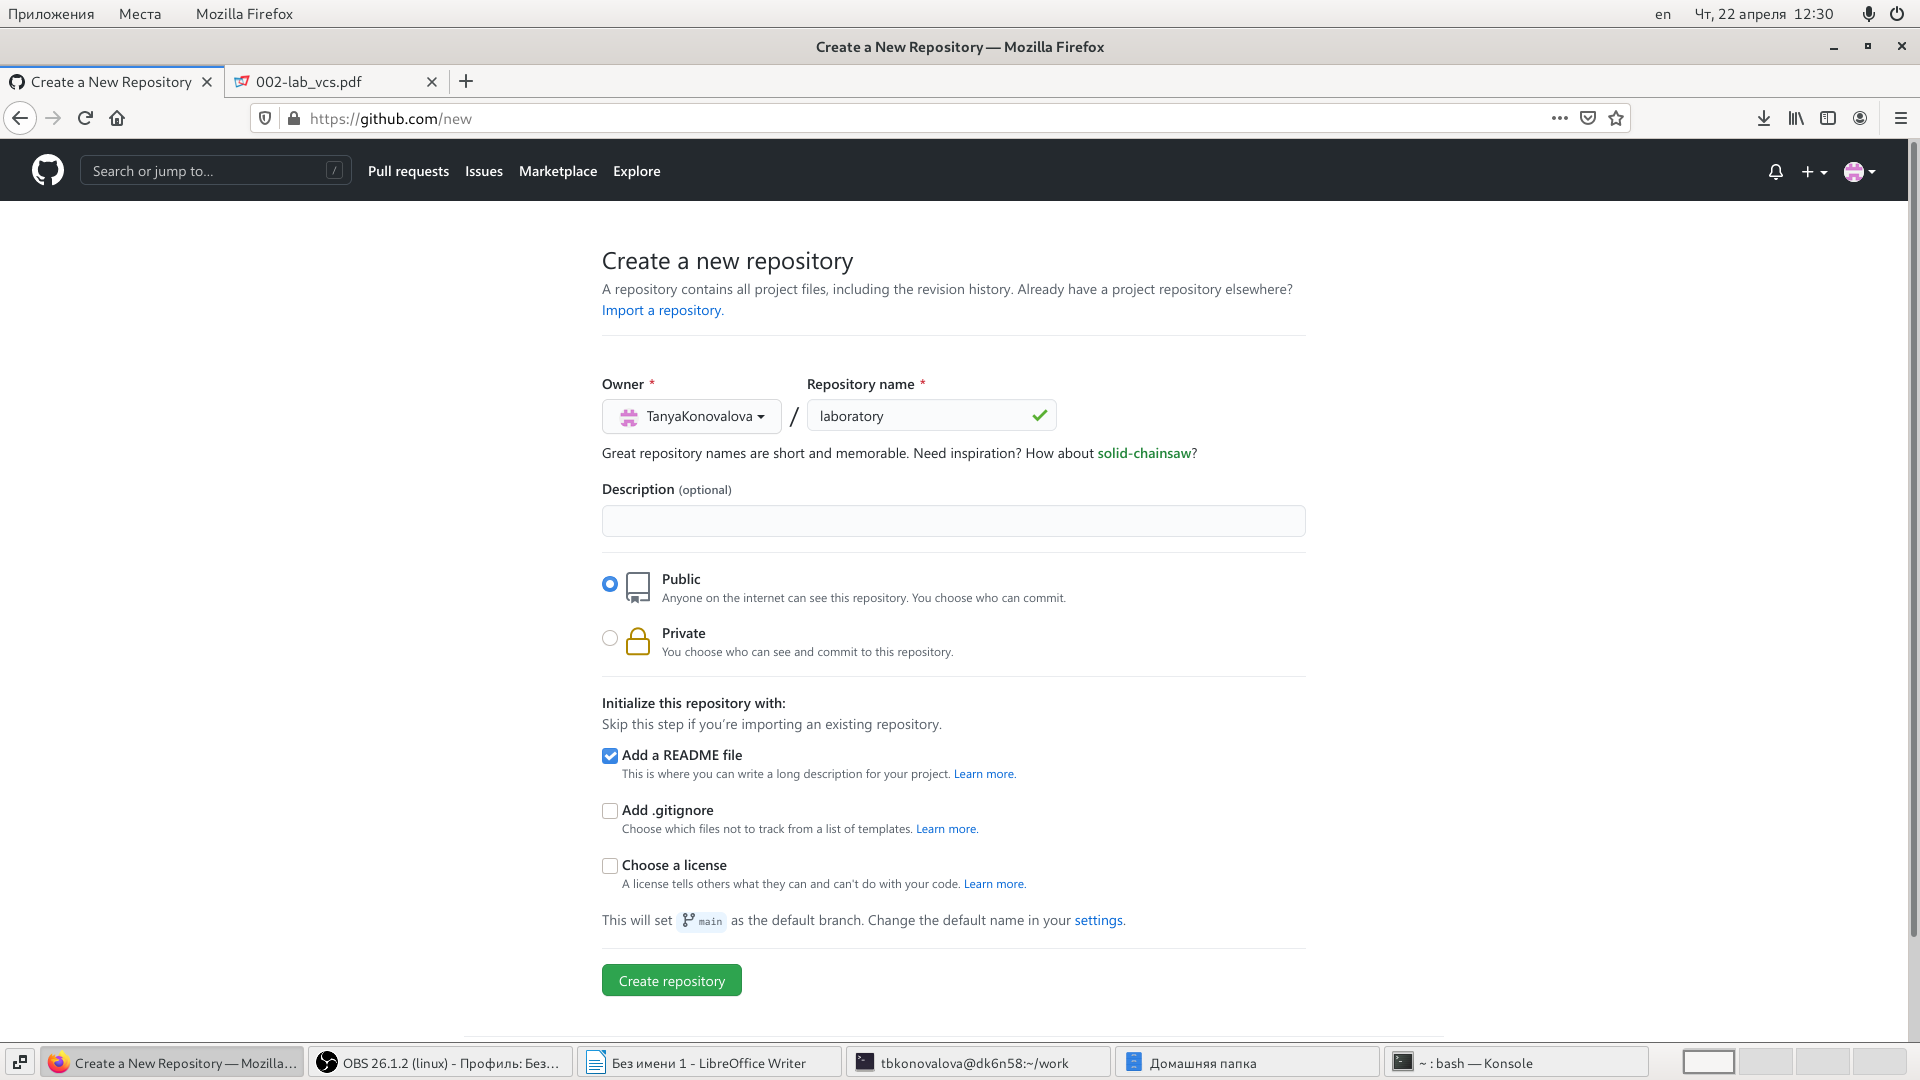 Приложения Места Mozilla Firefox en Чт, 22 апреля 12:30
Create a New Repository — Mozilla Firefox
Create a New Repository 002-lab_vcs.pdf
https://github.com/new
Search or jump to… / Pull requests Issues Marketplace Explore
Create a new repository
A repository contains all project files, including the revision history. Already have a project repository elsewhere?
Import a repository.
Owner * Repository name *
TanyaKonovalova / laboratory
Great repository names are short and memorable. Need inspiration? How about solid-chainsaw?
Description (optional)
Public
Anyone on the internet can see this repository. You choose who can commit.
Private
You choose who can see and commit to this repository.
Initialize this repository with:
Skip this step if you’re importing an existing repository.
Add a README file
This is where you can write a long description for your project. Learn more.
Add .gitignore
Choose which files not to track from a list of templates. Learn more.
Choose a license
A license tells others what they can and can't do with your code. Learn more.
This will set main as the default branch. Change the default name in your settings.
Create repository
Create a New Repository — Mozilla… OBS 26.1.2 (linux) - Профиль: Без… Без имени 1 - LibreOffice Writer tbkonovalova@dk6n58:~/work Домашняя папка ~ : bash — Konsole